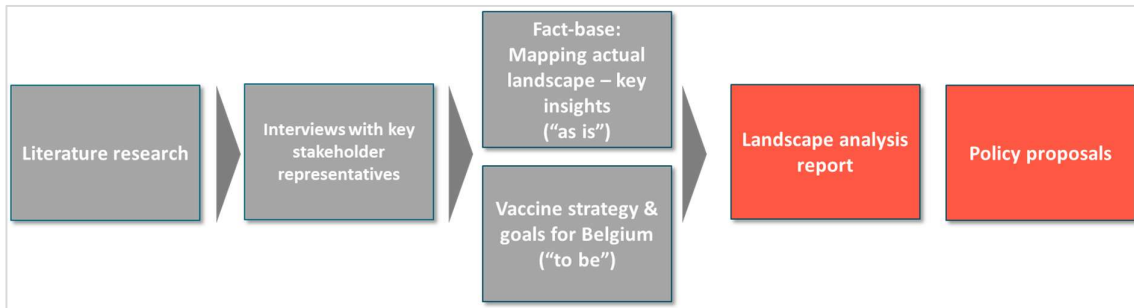 Literature research
Interviews with key
stakeholder
representatives
Fact-base:
Mapping actual
landscape – key
insights
(“as is”)
Vaccine strategy &
goals for Belgium
(“to be”)
Landscape analysis
report
Policy proposals